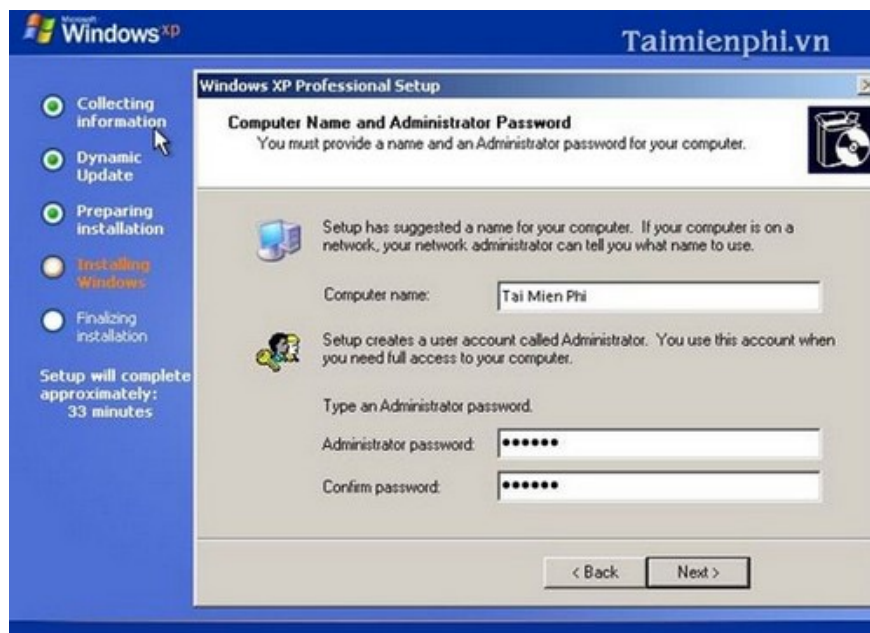 Microsoft
Windows xp
Taimienphi.vn
Collecting
information
Dynamic
Update
Preparing
installation
Installing
Windows
Finalizing
installation
Setup will complete
approximately:
33 minutes
Windows XP Professional Setup
Computer Name and Administrator Password
You must provide a name and an Administrator password for your computer.
Setup has suggested a name for your computer. If your computer is on a
network, your network administrator can tell you what name to use.
Computer name: Tai Mien Phi
Setup creates a user account called Administrator. You use this account when
you need full access to your computer.
Type an Administrator password.
Administrator password: ••••••
Confirm password: ••••••
< Back Next >